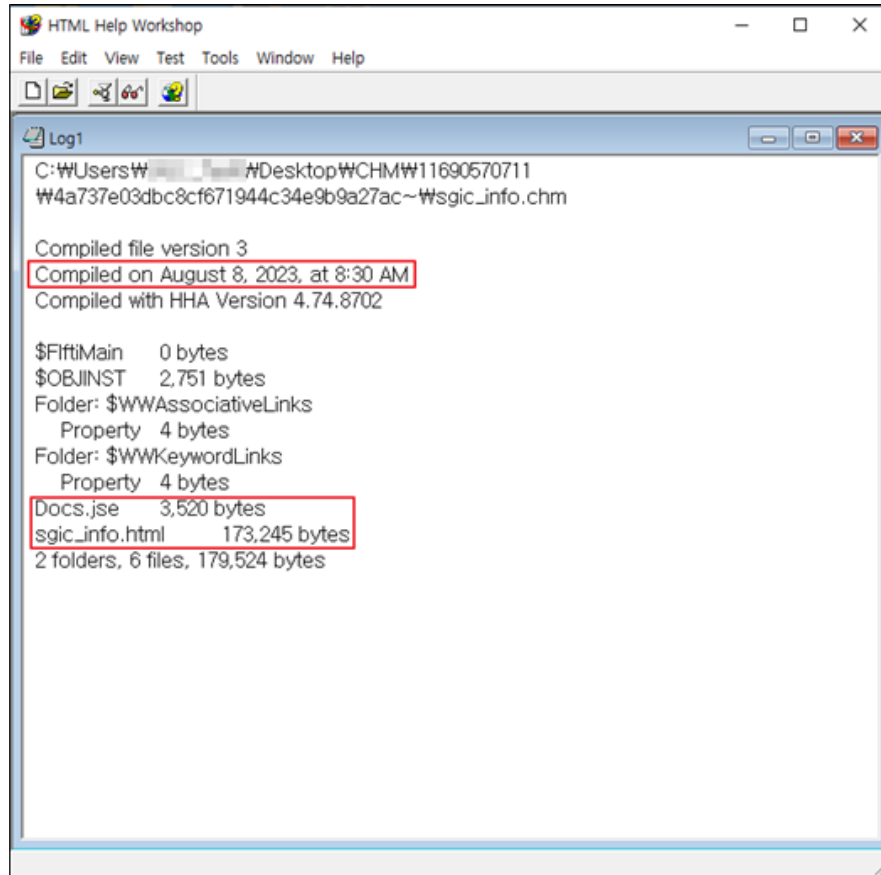 HTML Help Workshop
File Edit View Test Tools Window Help
Log1
C:₩Users₩ ₩Desktop₩CHM₩11690570711
₩4a737e03dbc8cf671944c34e9b9a27ac~₩sgic_info.chm
Compiled file version 3
Compiled on August 8, 2023, at 8:30 AM
Compiled with HHA Version 4.74.8702
$FIftiMain 0 bytes
$OBJINST 2,751 bytes
Folder: $WWAssociativeLinks
Property 4 bytes
Folder: $WWKeywordLinks
Property 4 bytes
Docs.jse 3,520 bytes
sgic_info.html 173,245 bytes
2 folders, 6 files, 179,524 bytes